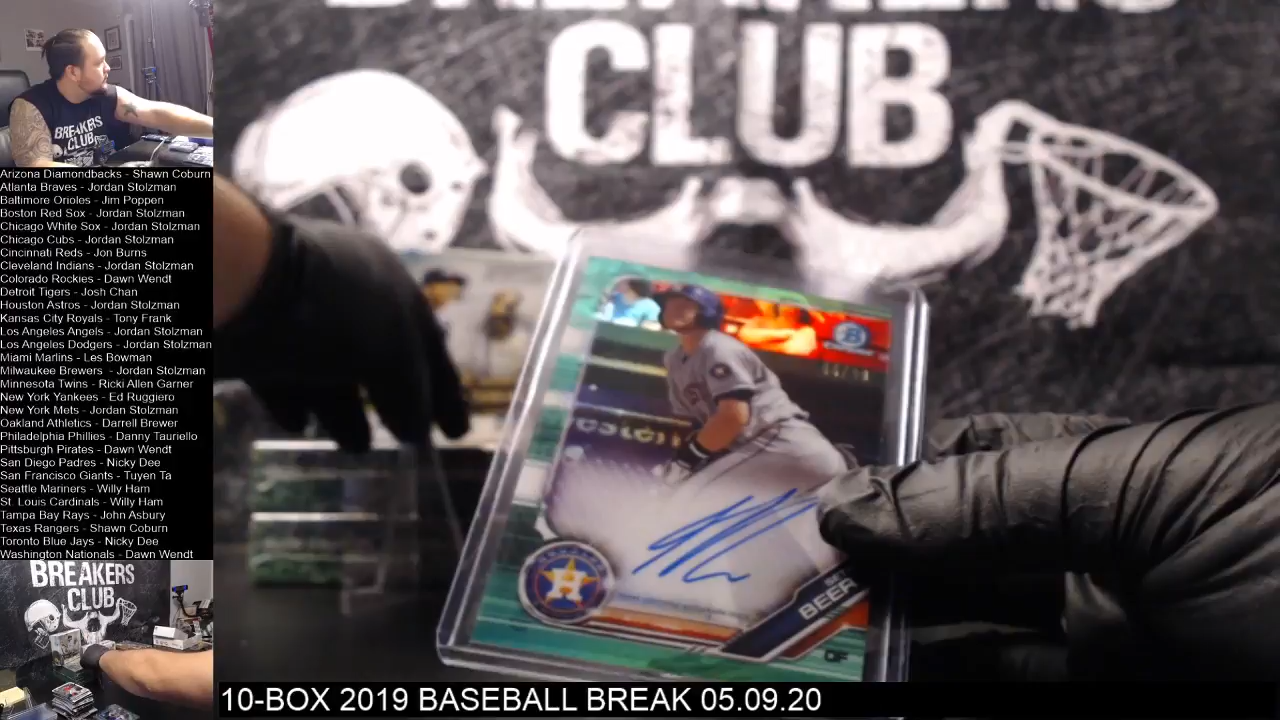 BREAKERS
CLUB
Arizona Diamondbacks - Shawn Coburn
Atlanta Braves - Jordan Stolzman
Baltimore Orioles - Jim Poppen
Boston Red Sox - Jordan Stolzman
Chicago White Sox - Jordan Stolzman
Chicago Cubs - Jordan Stolzman
Cincinnati Reds - Jon Burns
Cleveland Indians - Jordan Stolzman
Colorado Rockies - Dawn Wendt
Detroit Tigers - Josh Chan
Houston Astros - Jordan Stolzman
Kansas City Royals - Tony Frank
Los Angeles Angels - Jordan Stolzman
Los Angeles Dodgers - Jordan Stolzman
Miami Marlins - Les Bowman
Milwaukee Brewers - Jordan Stolzman
Minnesota Twins - Ricki Allen Garner
New York Yankees - Ed Ruggiero
New York Mets - Jordan Stolzman
Oakland Athletics - Darrell Brewer
Philadelphia Phillies - Danny Tauriello
Pittsburgh Pirates - Dawn Wendt
San Diego Padres - Nicky Dee
San Francisco Giants - Tuyen Ta
Seattle Mariners - Willy Ham
St. Louis Cardinals - Willy Ham
Tampa Bay Rays - John Asbury
Texas Rangers - Shawn Coburn
Toronto Blue Jays - Nicky Dee
Washington Nationals - Dawn Wendt
BREAKERS
CLUB
CLUB
H
BEER
OF
10-BOX 2019 BASEBALL BREAK 05.09.20